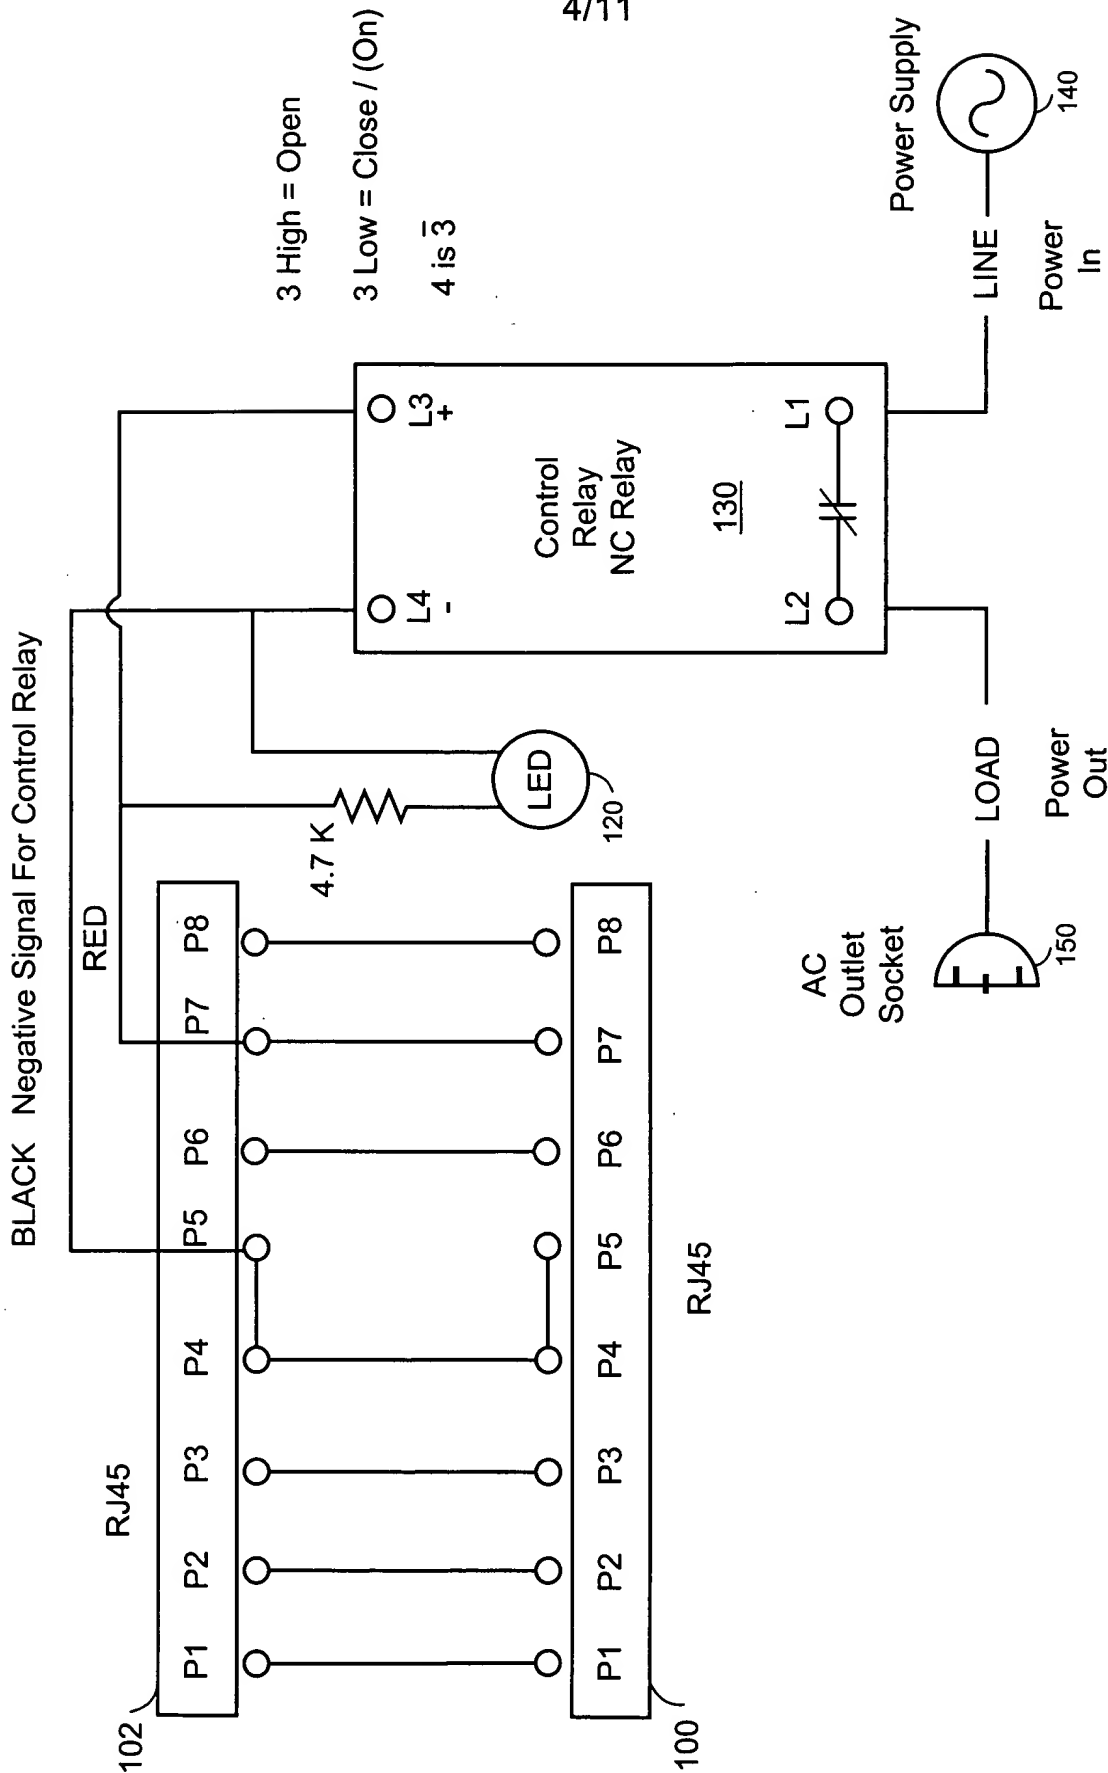 4/11
BLACK Negative Signal For Control Relay
RED
RJ45
102
P1 P2 P3 P4 P5 P6 P7 P8
4.7 K
LED
120
P1 P2 P3 P4 P5 P6 P7 P8
100
RJ45
L4 L3
- +
Control
Relay
NC Relay
130
L2 L1
3 High = Open
3 Low = Close / (On)
4 is 3̅
AC
Outlet
Socket
150
LOAD
Power
Out
LINE
Power
In
Power Supply
140